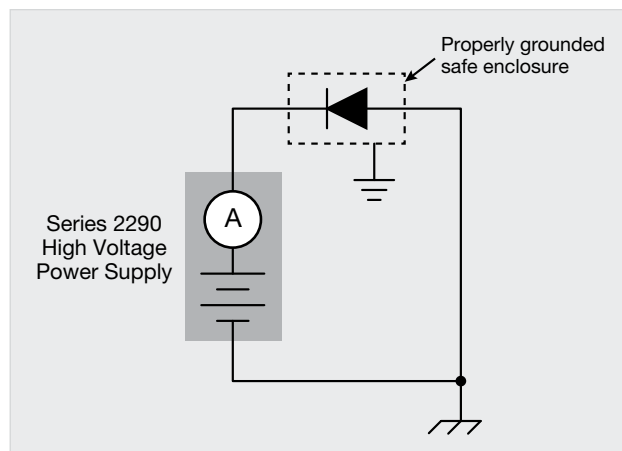 Properly grounded
safe enclosure
A
Series 2290
High Voltage
Power Supply